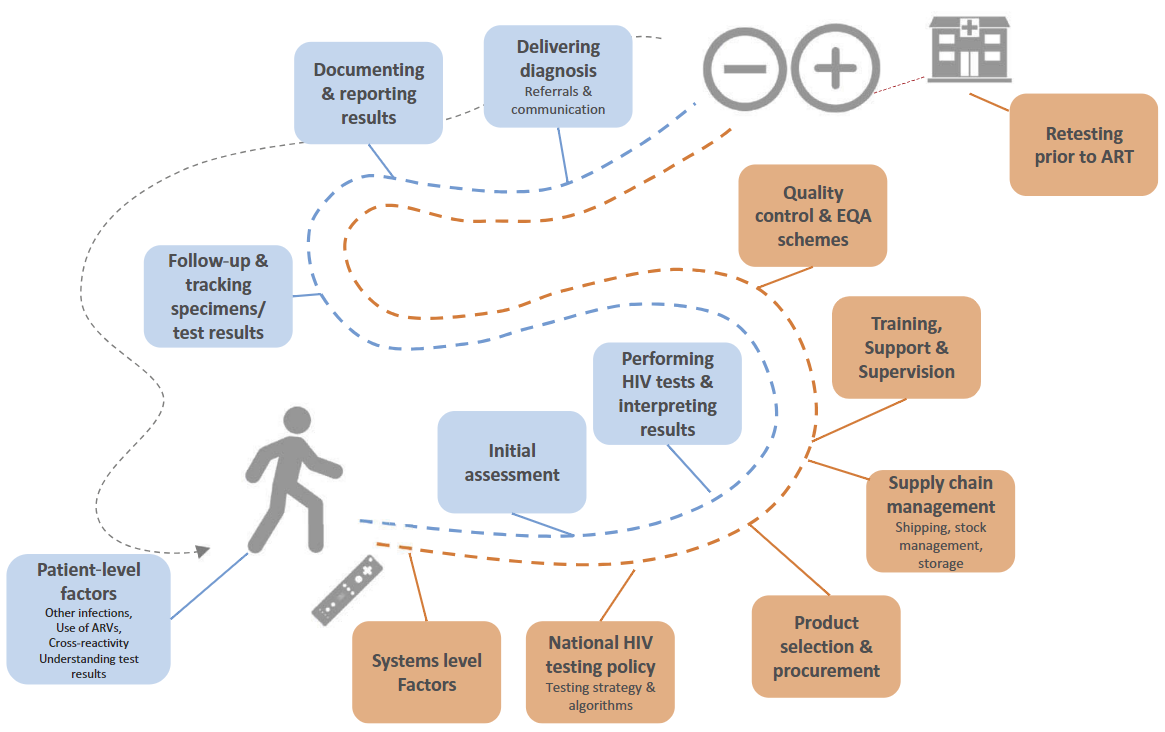 Documenting
& reporting
results
Delivering
diagnosis
Referrals &
communication
Retesting
prior to ART
Quality
control & EQA
schemes
Follow-up &
tracking
specimens/
test results
Training,
Support &
Supervision
Performing
HIV tests &
interpreting
results
Initial
assessment
Supply chain
management
Shipping, stock
management,
storage
Patient-level
factors
Other infections,
Use of ARVs,
Cross-reactivity
Understanding test
results
Systems level
Factors
National HIV
testing policy
Testing strategy &
algorithms
Product
selection &
procurement